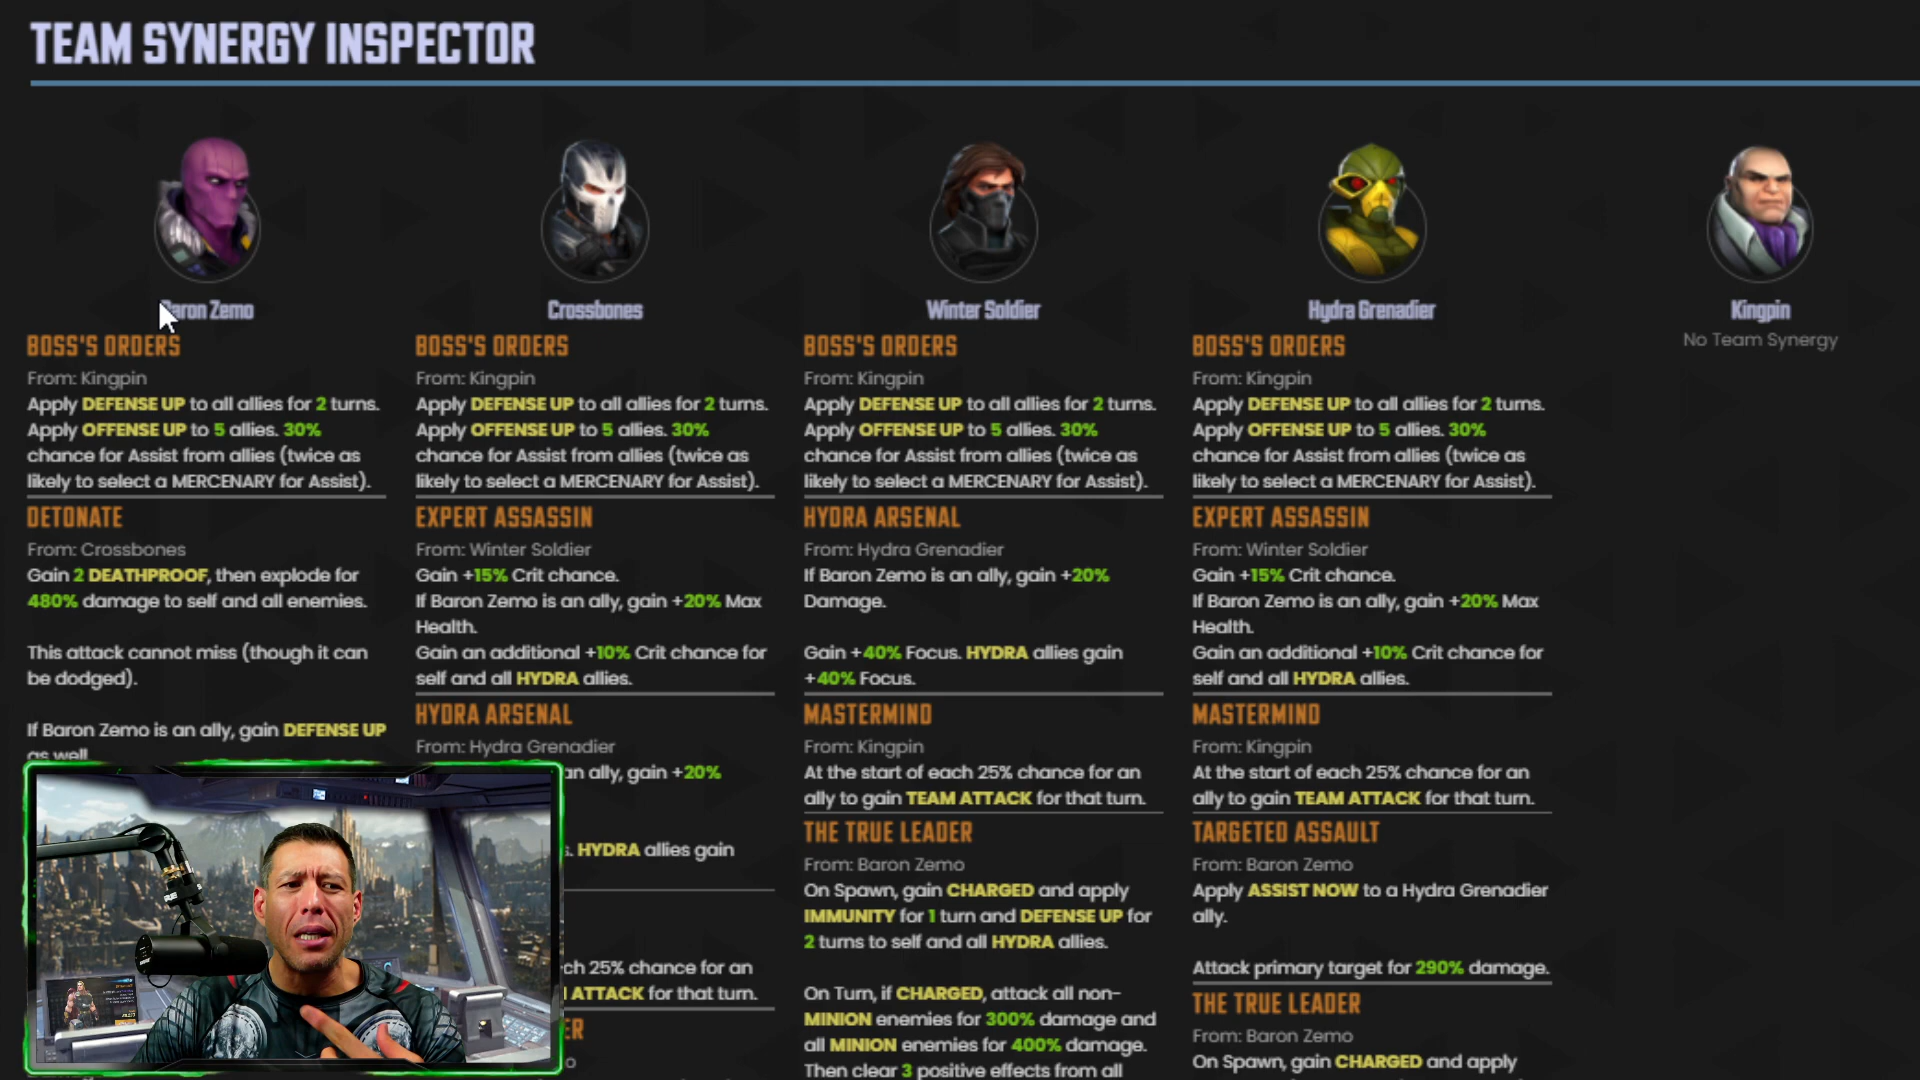 TEAM SYNERGY INSPECTOR
Baron Zemo
BOSS'S ORDERS
From: Kingpin
Apply DEFENSE UP to all allies for 2 turns.
Apply OFFENSE UP to 5 allies. 30%
chance for Assist from allies (twice as
likely to select a MERCENARY for Assist).
DETONATE
From: Crossbones
Gain 2 DEATHPROOF, then explode for
480% damage to self and all enemies.
This attack cannot miss (though it can
be dodged).
If Baron Zemo is an ally, gain DEFENSE UP
as well.
Crossbones
BOSS'S ORDERS
From: Kingpin
Apply DEFENSE UP to all allies for 2 turns.
Apply OFFENSE UP to 5 allies. 30%
chance for Assist from allies (twice as
likely to select a MERCENARY for Assist).
EXPERT ASSASSIN
From: Winter Soldier
Gain +15% Crit chance.
If Baron Zemo is an ally, gain +20% Max
Health.
Gain an additional +10% Crit chance for
self and all HYDRA allies.
HYDRA ARSENAL
From: Hydra Grenadier
an ally, gain +20%
s. HYDRA allies gain
ch 25% chance for an
ATTACK for that turn.
ER
o
Winter Soldier
BOSS'S ORDERS
From: Kingpin
Apply DEFENSE UP to all allies for 2 turns.
Apply OFFENSE UP to 5 allies. 30%
chance for Assist from allies (twice as
likely to select a MERCENARY for Assist).
HYDRA ARSENAL
From: Hydra Grenadier
If Baron Zemo is an ally, gain +20%
Damage.
Gain +40% Focus. HYDRA allies gain
+40% Focus.
MASTERMIND
From: Kingpin
At the start of each 25% chance for an
ally to gain TEAM ATTACK for that turn.
THE TRUE LEADER
From: Baron Zemo
On Spawn, gain CHARGED and apply
IMMUNITY for 1 turn and DEFENSE UP for
2 turns to self and all HYDRA allies.
On Turn, if CHARGED, attack all non-
MINION enemies for 300% damage and
all MINION enemies for 400% damage.
Then clear 3 positive effects from all
Hydra Grenadier
BOSS'S ORDERS
From: Kingpin
Apply DEFENSE UP to all allies for 2 turns.
Apply OFFENSE UP to 5 allies. 30%
chance for Assist from allies (twice as
likely to select a MERCENARY for Assist).
EXPERT ASSASSIN
From: Winter Soldier
Gain +15% Crit chance.
If Baron Zemo is an ally, gain +20% Max
Health.
Gain an additional +10% Crit chance for
self and all HYDRA allies.
MASTERMIND
From: Kingpin
At the start of each 25% chance for an
ally to gain TEAM ATTACK for that turn.
TARGETED ASSAULT
From: Baron Zemo
Apply ASSIST NOW to a Hydra Grenadier
ally.
Attack primary target for 290% damage.
THE TRUE LEADER
From: Baron Zemo
On Spawn, gain CHARGED and apply
Kingpin
No Team Synergy